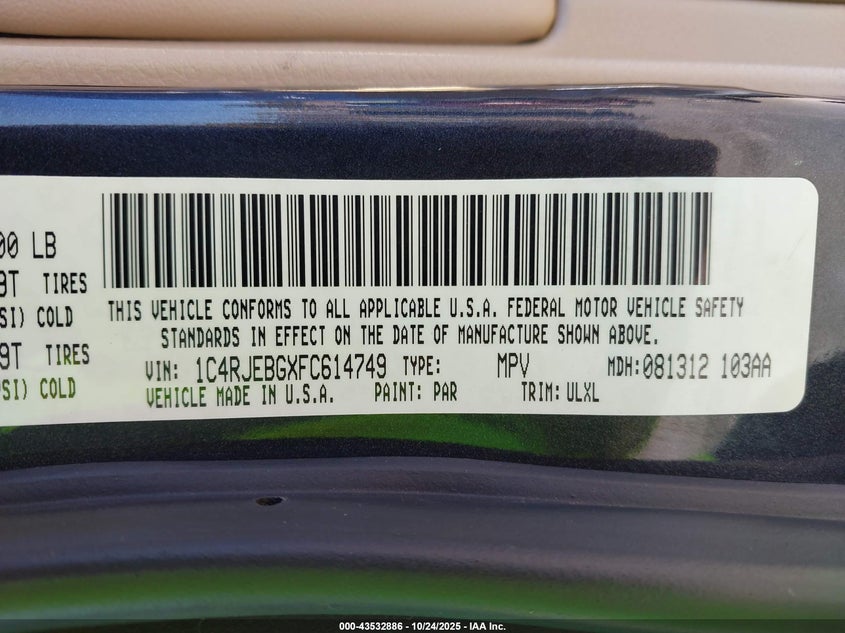 00 LB
9T TIRES
SI) COLD
9T TIRES
PSI) COLD
THIS VEHICLE CONFORMS TO ALL APPLICABLE U.S.A. FEDERAL MOTOR VEHICLE SAFETY
STANDARDS IN EFFECT ON THE DATE OF MANUFACTURE SHOWN ABOVE.
VIN: 1C4RJEBGXFC614749 TYPE: MPV MDH:081312 103AA
VEHICLE MADE IN U.S.A. PAINT: PAR TRIM: ULXL
000-43532886 - 10/24/2025 - IAA Inc.